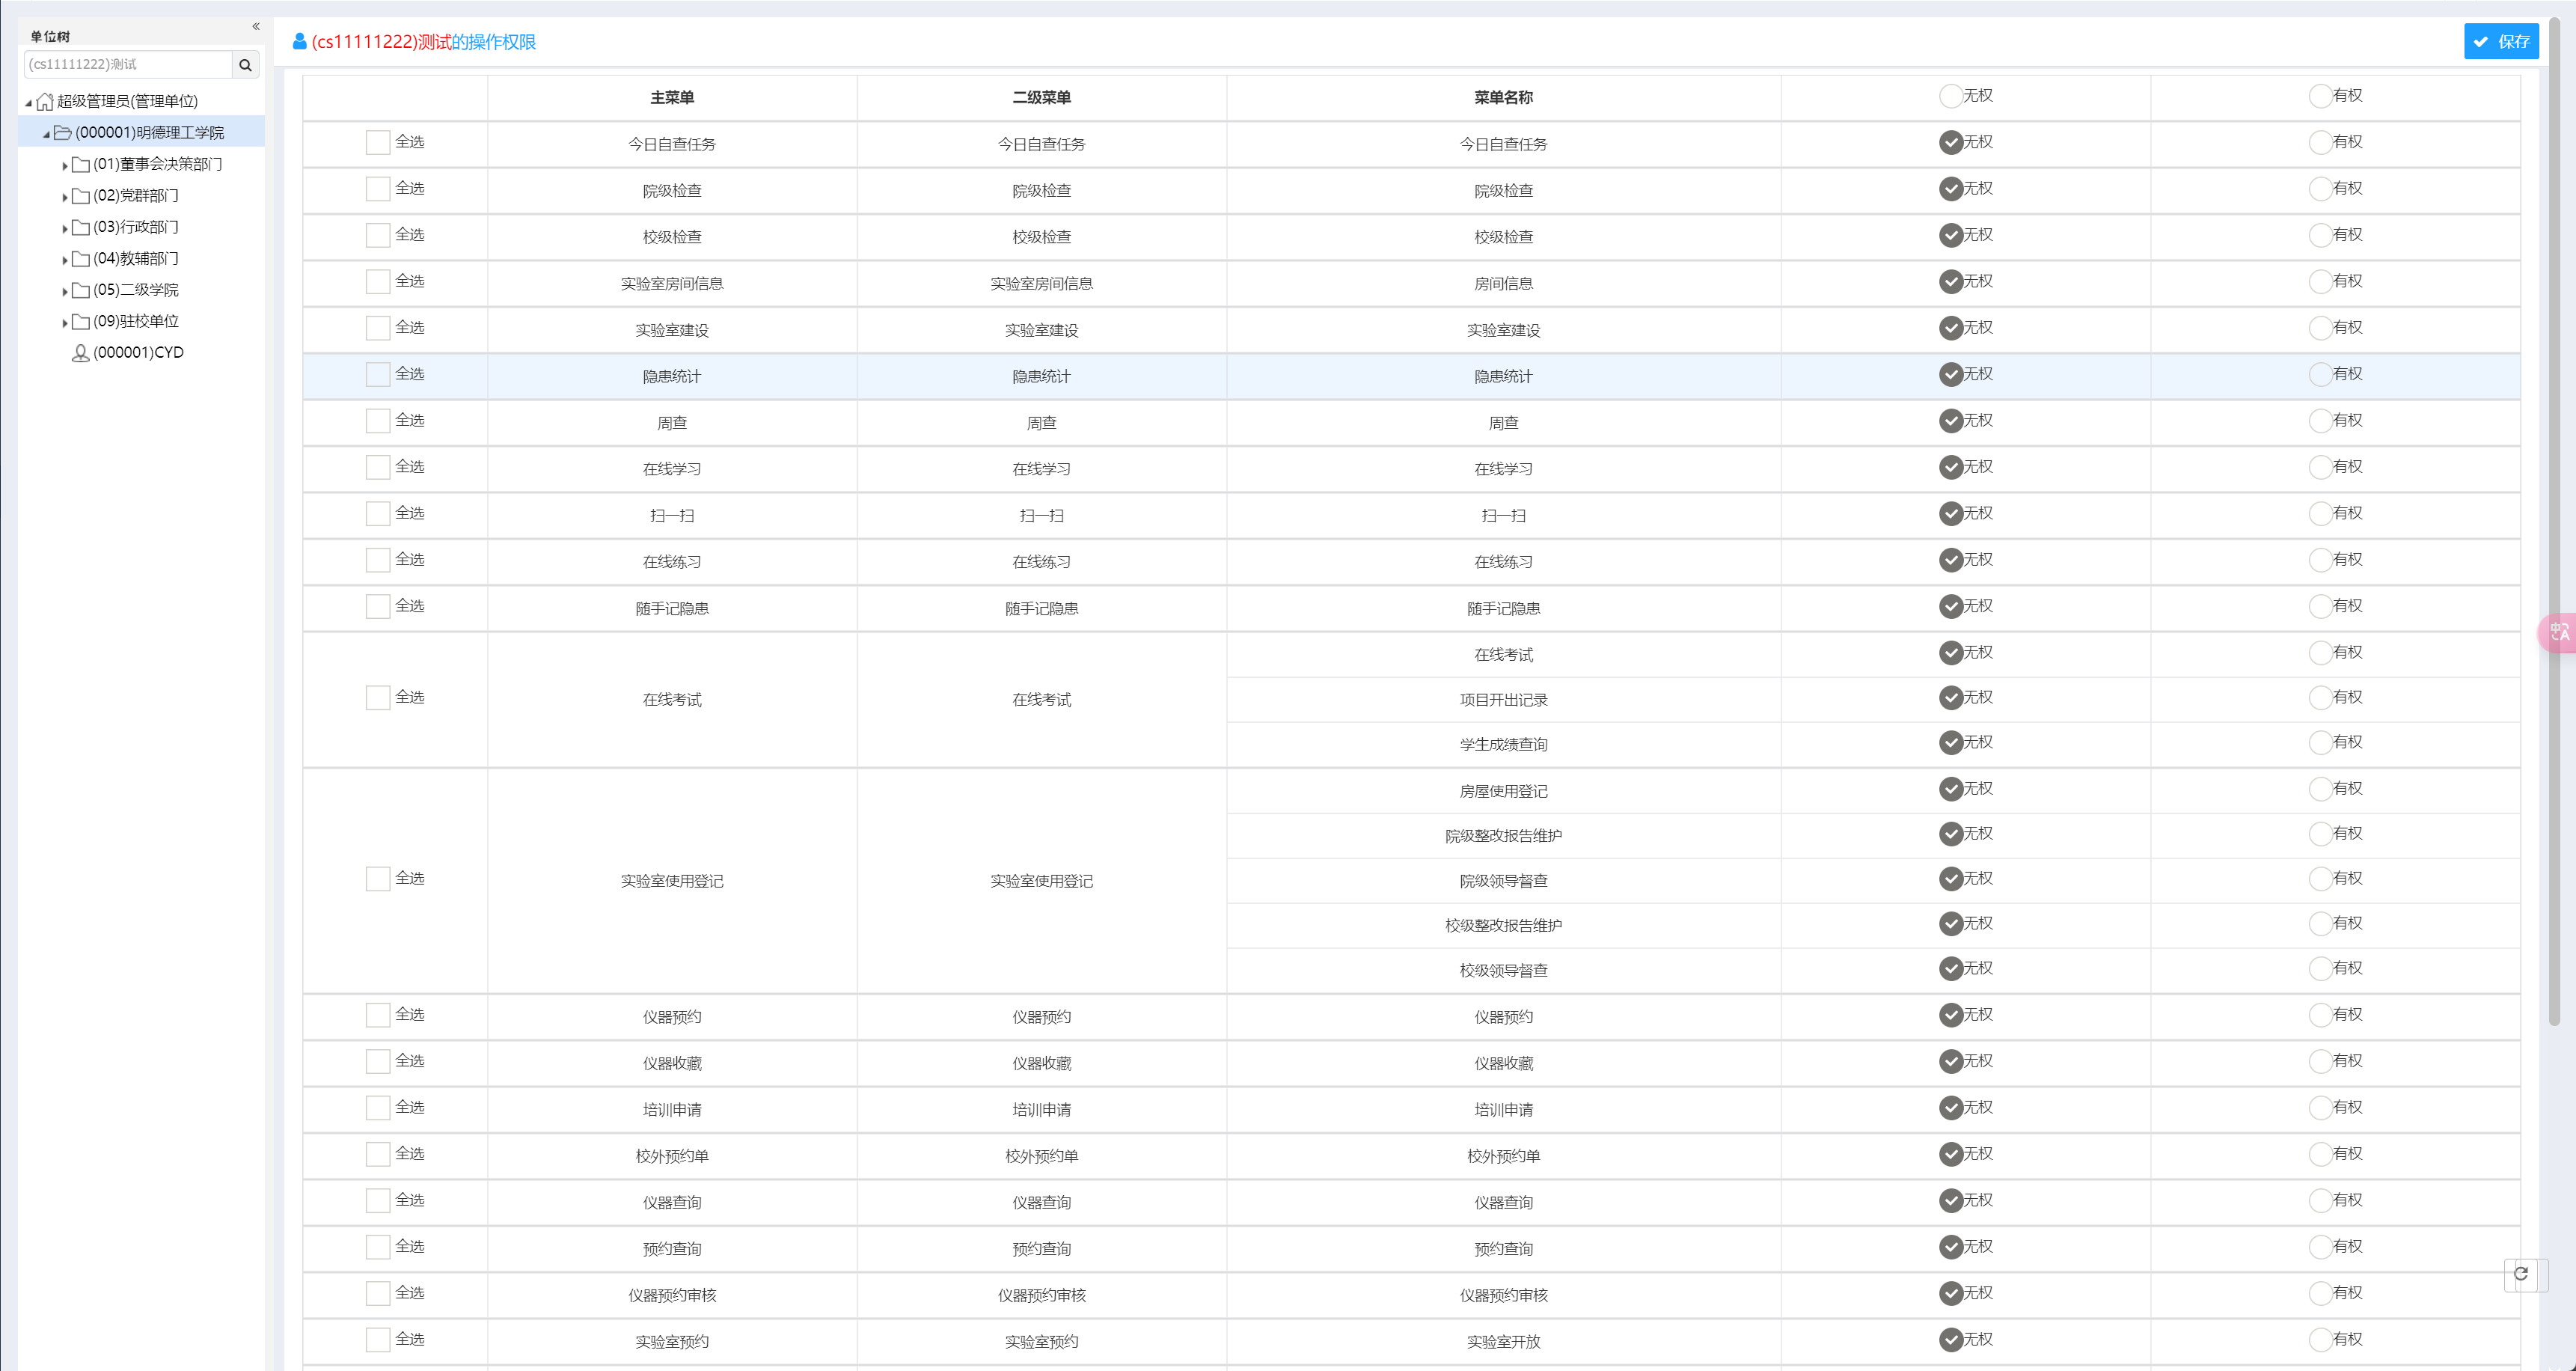 单位树
«
(cs11111222)测试
超级管理员(管理单位)
(000001)明德理工学院
(01)董事会决策部门
(02)党群部门
(03)行政部门
(04)教辅部门
(05)二级学院
(09)驻校单位
(000001)CYD
(cs11111222)测试的操作权限
保存
主菜单 二级菜单 菜单名称 无权 有权
全选 今日自查任务 今日自查任务 今日自查任务 无权 有权
全选 院级检查 院级检查 院级检查 无权 有权
全选 校级检查 校级检查 校级检查 无权 有权
全选 实验室房间信息 实验室房间信息 房间信息 无权 有权
全选 实验室建设 实验室建设 实验室建设 无权 有权
全选 隐患统计 隐患统计 隐患统计 无权 有权
全选 周查 周查 周查 无权 有权
全选 在线学习 在线学习 在线学习 无权 有权
全选 扫一扫 扫一扫 扫一扫 无权 有权
全选 在线练习 在线练习 在线练习 无权 有权
全选 随手记隐患 随手记隐患 随手记隐患 无权 有权
在线考试 无权 有权
全选 在线考试 在线考试 项目开出记录 无权 有权
学生成绩查询 无权 有权
房屋使用登记 无权 有权
院级整改报告维护 无权 有权
全选 实验室使用登记 实验室使用登记 院级领导督查 无权 有权
校级整改报告维护 无权 有权
校级领导督查 无权 有权
全选 仪器预约 仪器预约 仪器预约 无权 有权
全选 仪器收藏 仪器收藏 仪器收藏 无权 有权
全选 培训申请 培训申请 培训申请 无权 有权
全选 校外预约单 校外预约单 校外预约单 无权 有权
全选 仪器查询 仪器查询 仪器查询 无权 有权
全选 预约查询 预约查询 预约查询 无权 有权
全选 仪器预约审核 仪器预约审核 仪器预约审核 无权 有权
全选 实验室预约 实验室预约 实验室开放 无权 有权